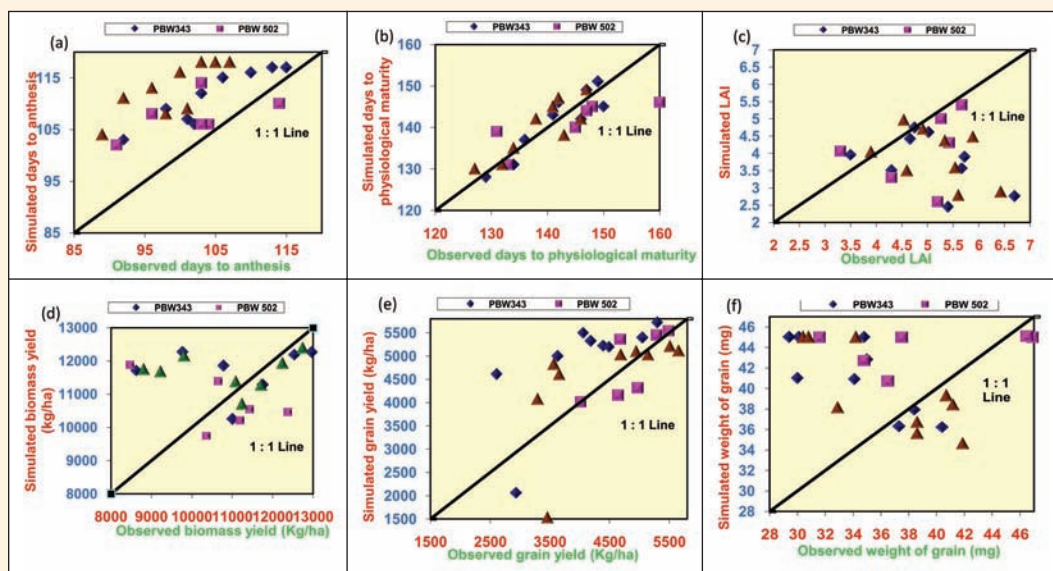 PBW343 PBW 502
(a)
Simulated days to anthesis
115
105
95
85
1 : 1 Line
85 95 105 115
Observed days to anthesis
PBW343 PBW 502
(b)
Simulated days to
physiological maturity
160
150
140
130
120
1 : 1 Line
120 130 140 150 160
Observed days to physiological maturity
PBW343 PBW 502
(c)
Simulated LAI
7
6.5
6
5.5
5
4.5
4
3.5
3
2.5
2
1 : 1 Line
2 2.5 3 3.5 4 4.5 5 5.5 6 6.5 7
Observed LAI
PBW343 PBW 502
(d)
Simulated biomass yield
(kg/ha)
13000
12000
11000
10000
9000
8000
1 : 1 Line
8000 9000 10000 11000 12000 13000
Observed biomass yield (Kg/ha)
PBW343 PBW 502
(e)
Simulated grain yield (kg/ha)
5500
5000
4500
4000
3500
3000
2500
2000
1500
1 : 1 Line
1500 2500 3500 4500 5500
Observed grain yield (Kg/ha)
PBW343 PBW 502
(f)
Simulated weight of grain (mg)
46
44
42
40
38
36
34
32
30
28
1 : 1
Line
28 30 32 34 36 38 40 42 44 46
Observed weight of grain (mg)